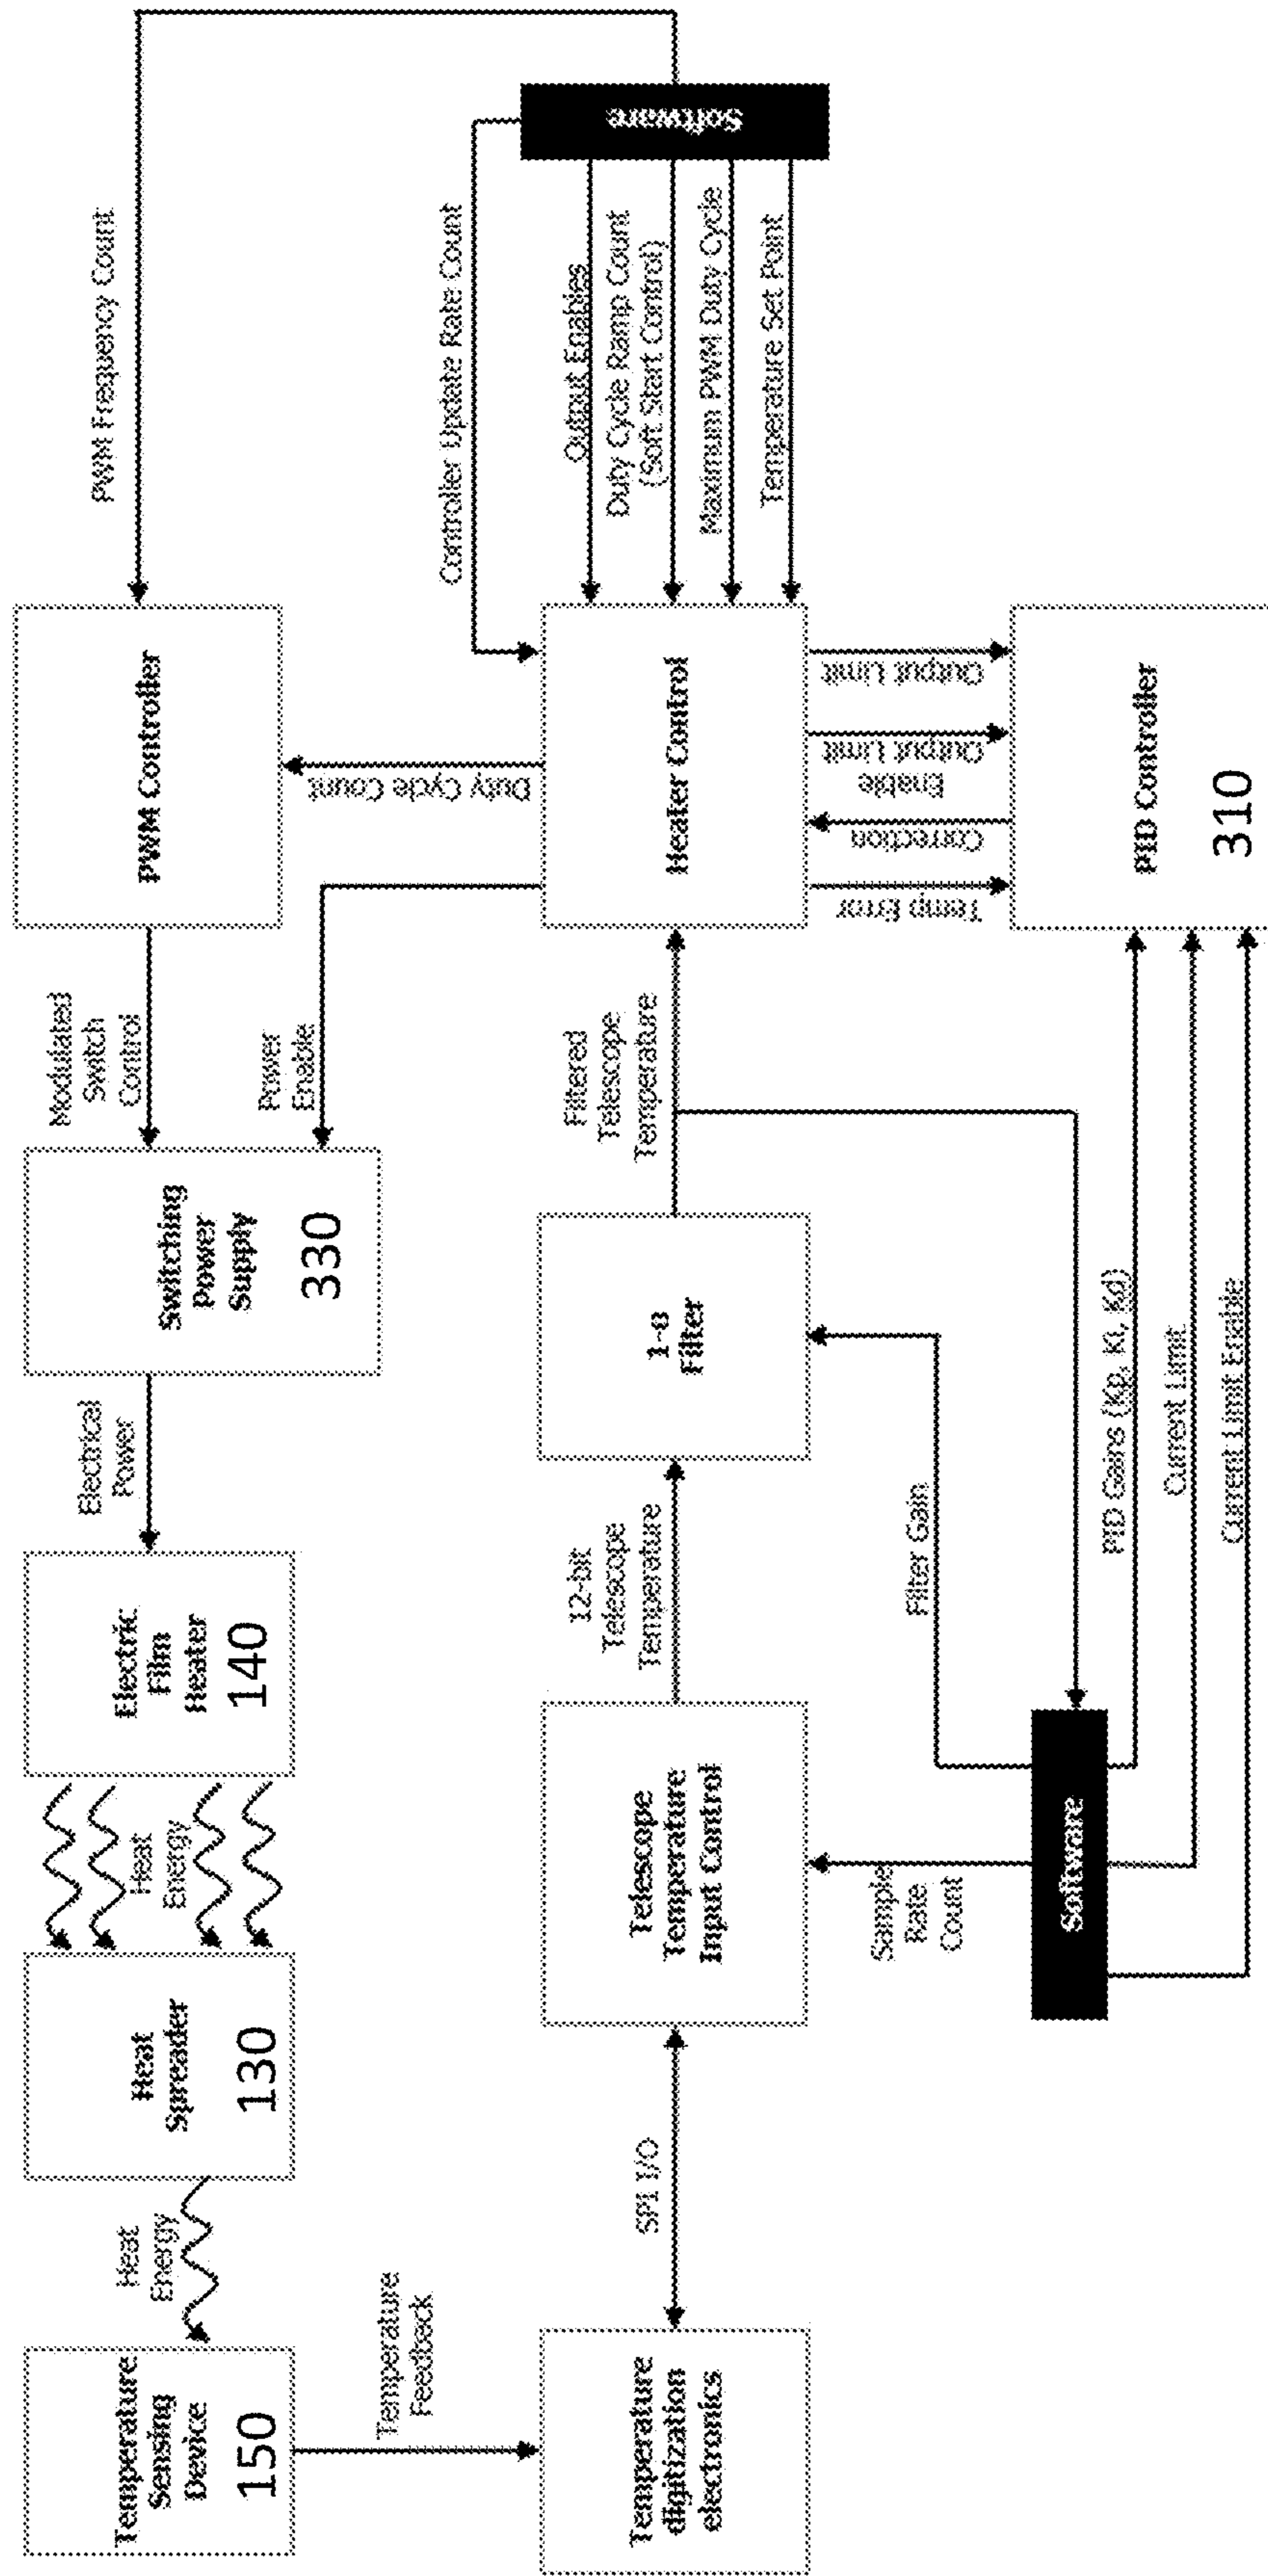 Temperature
Sensing
Device
150
Heat
Energy
Heat
Spreader
130
Heat
Energy
Electric
Film
Heater
140
Electrical
Power
Switching
Power
Supply
330
Modulated
Switch
Control
Power
Enable
PWM Controller
PWM Frequency Count
Temperature
Feedback
Duty Cycle Count
Controller Update Rate Count
Temperature
digitization
electronics
SPI I/O
Telescope
Temperature
Input Control
12-bit
Telescope
Temperature
1-8
Filter
Filtered
Telescope
Temperature
Heater Control
Output Enables
Duty Cycle Ramp Count
(Soft Start Control)
Maximum PWM Duty Cycle
Temperature Set Point
Software
Sample
Rate
Count
Filter Gain
Temp Error
Correction
Output Limit
Enable
Output Limit
Software
PID Gains (Kp, Ki, Kd)
Current Limit
Current Limit Enable
PID Controller
310